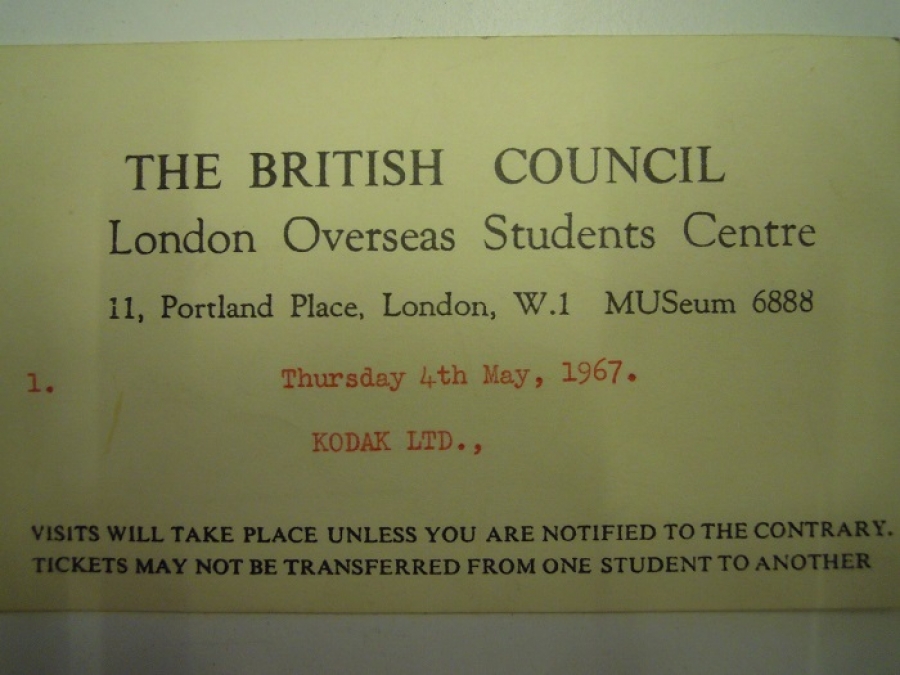 THE BRITISH COUNCIL
London Overseas Students Centre
11, Portland Place, London, W.1 MUSeum 6888
1. Thursday 4th May, 1967.
KODAK LTD.,
VISITS WILL TAKE PLACE UNLESS YOU ARE NOTIFIED TO THE CONTRARY.
TICKETS MAY NOT BE TRANSFERRED FROM ONE STUDENT TO ANOTHER